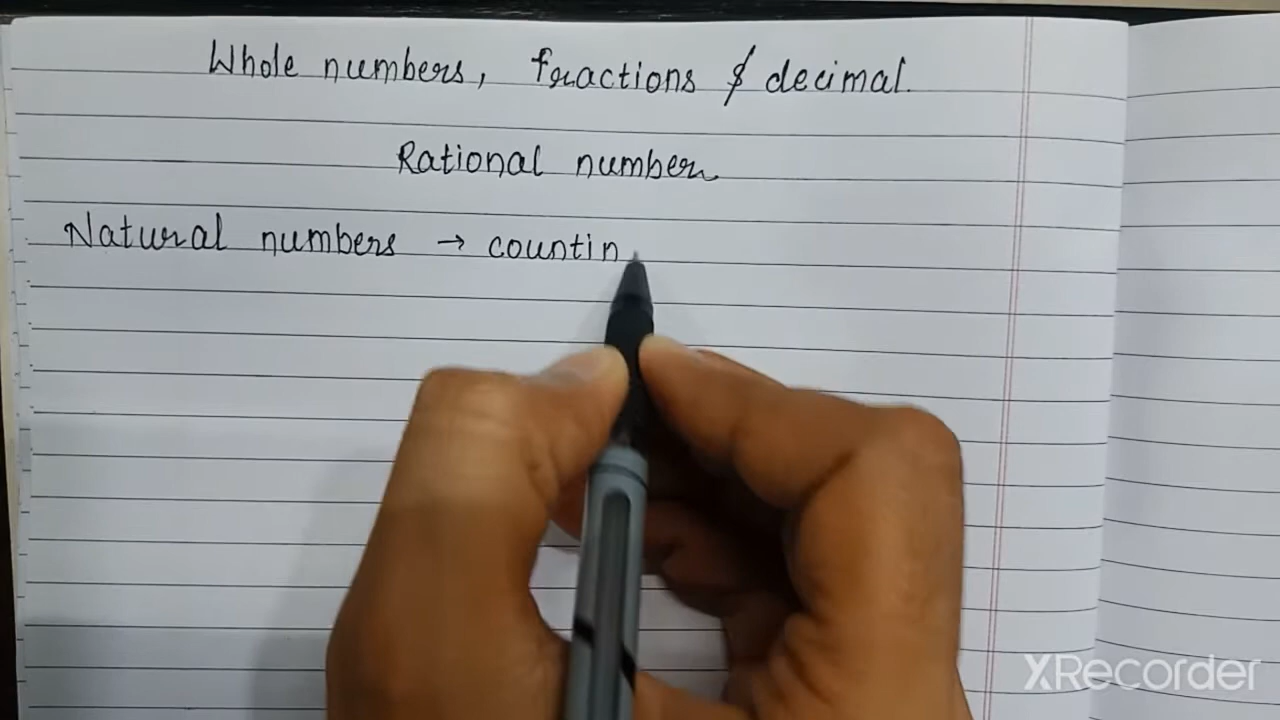 Whole numbers, fractions & decimal.
Rational number
Natural numbers → countin
XRecorder